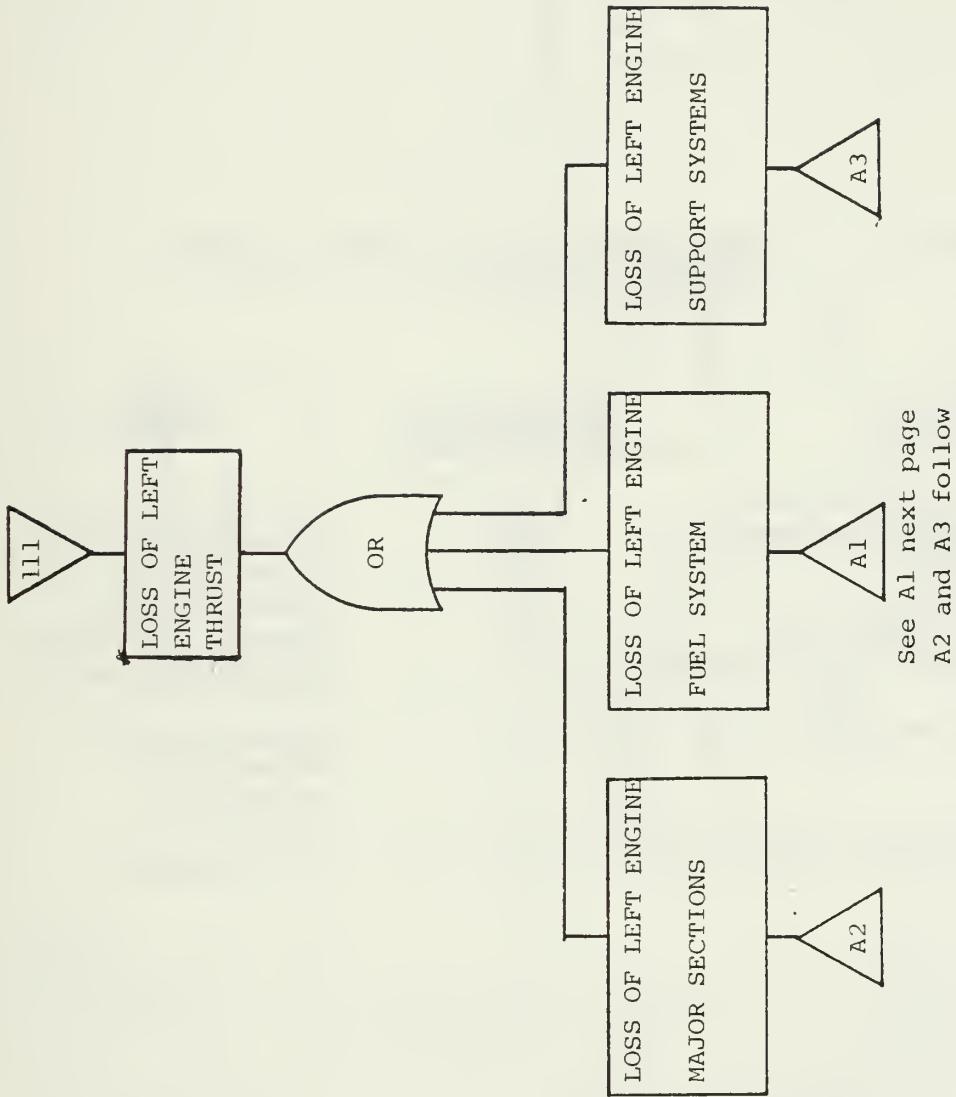 111
LOSS OF LEFT
ENGINE
THRUST
OR
LOSS OF LEFT ENGINE
MAJOR SECTIONS
A2
LOSS OF LEFT ENGINE
FUEL SYSTEM
A1
LOSS OF LEFT ENGINE
SUPPORT SYSTEMS
A3
See A1 next page
A2 and A3 follow